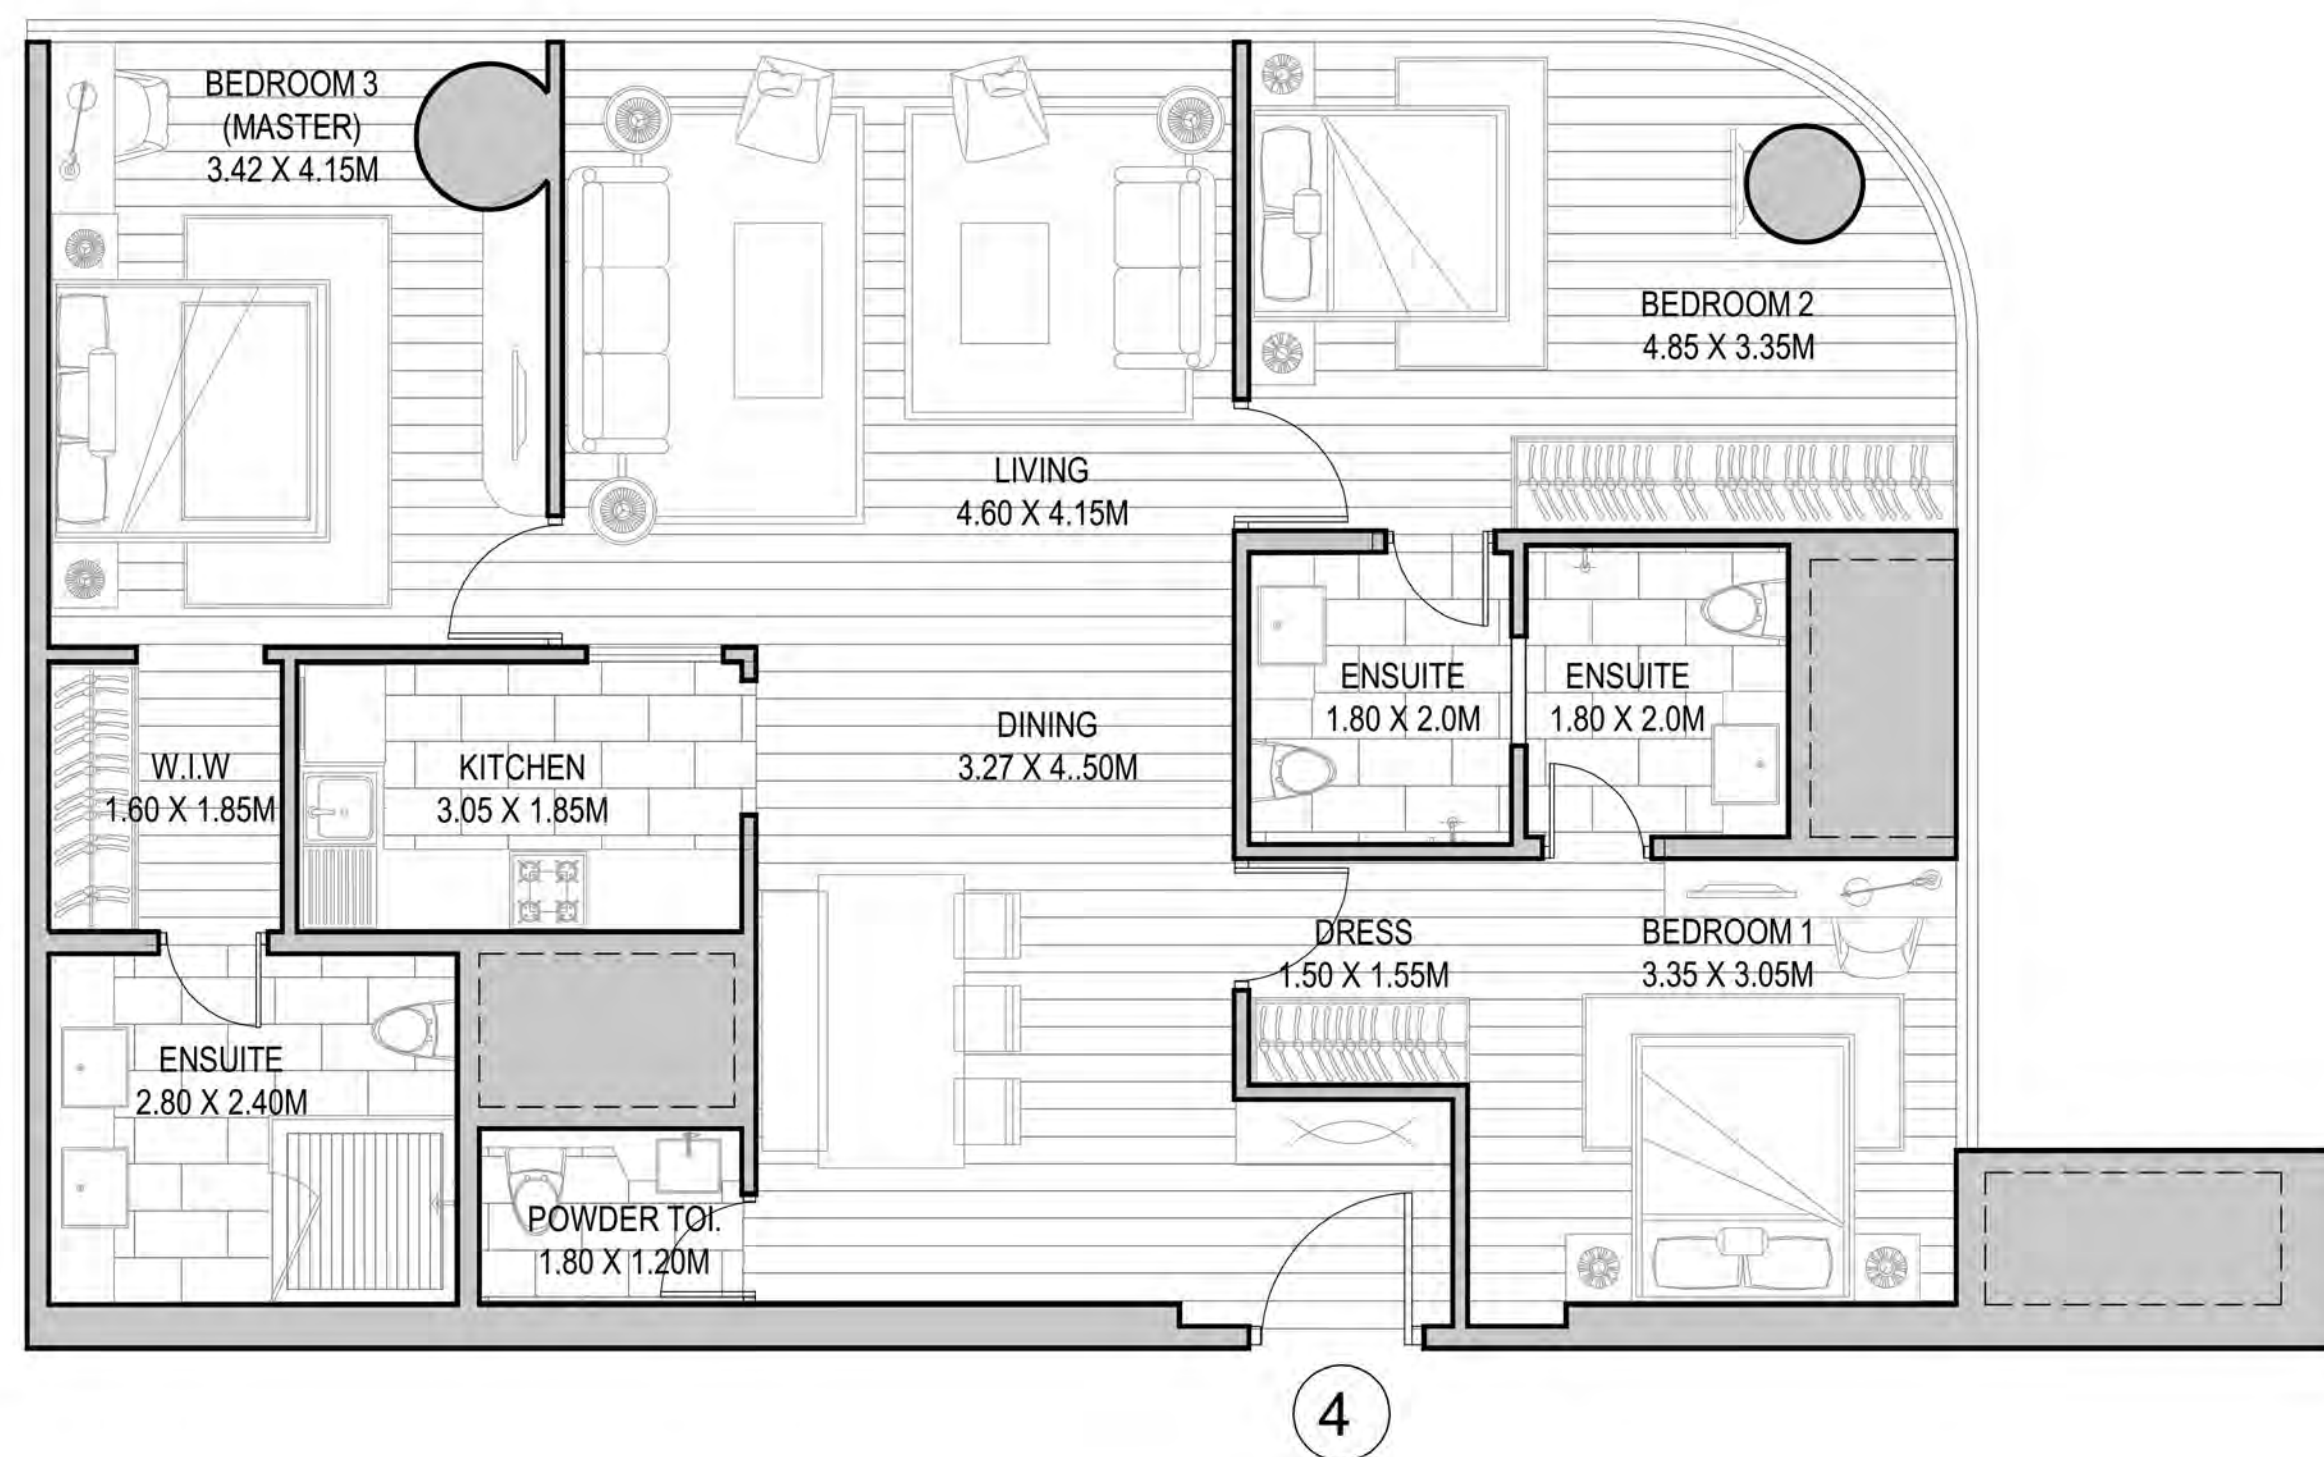 BEDROOM 3
(MASTER)
3.42 X 4.15M
BEDROOM 2
4.85 X 3.35M
LIVING
4.60 X 4.15M
ENSUITE
1.80 X 2.0M
ENSUITE
1.80 X 2.0M
DINING
3.27 X 4..50M
W.I.W
1.60 X 1.85M
KITCHEN
3.05 X 1.85M
DRESS
1.50 X 1.55M
BEDROOM 1
3.35 X 3.05M
ENSUITE
2.80 X 2.40M
POWDER TOI.
1.80 X 1.20M
4